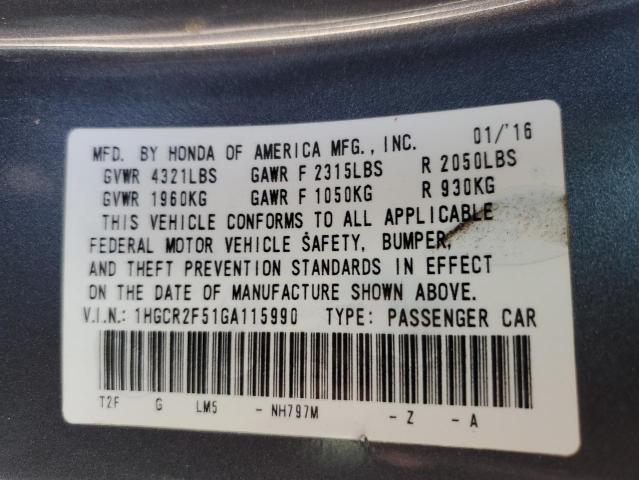 MFD. BY HONDA OF AMERICA MFG., INC. 01/'16
GVWR 4321LBS GAWR F 2315LBS R 2050LBS
GVWR 1960KG GAWR F 1050KG R 930KG
THIS VEHICLE CONFORMS TO ALL APPLICABLE
FEDERAL MOTOR VEHICLE SAFETY, BUMPER,
AND THEFT PREVENTION STANDARDS IN EFFECT
ON THE DATE OF MANUFACTURE SHOWN ABOVE.
V.I.N.: 1HGCR2F51GA115990 TYPE: PASSENGER CAR
T2F G LM5 - NH797M - Z - A